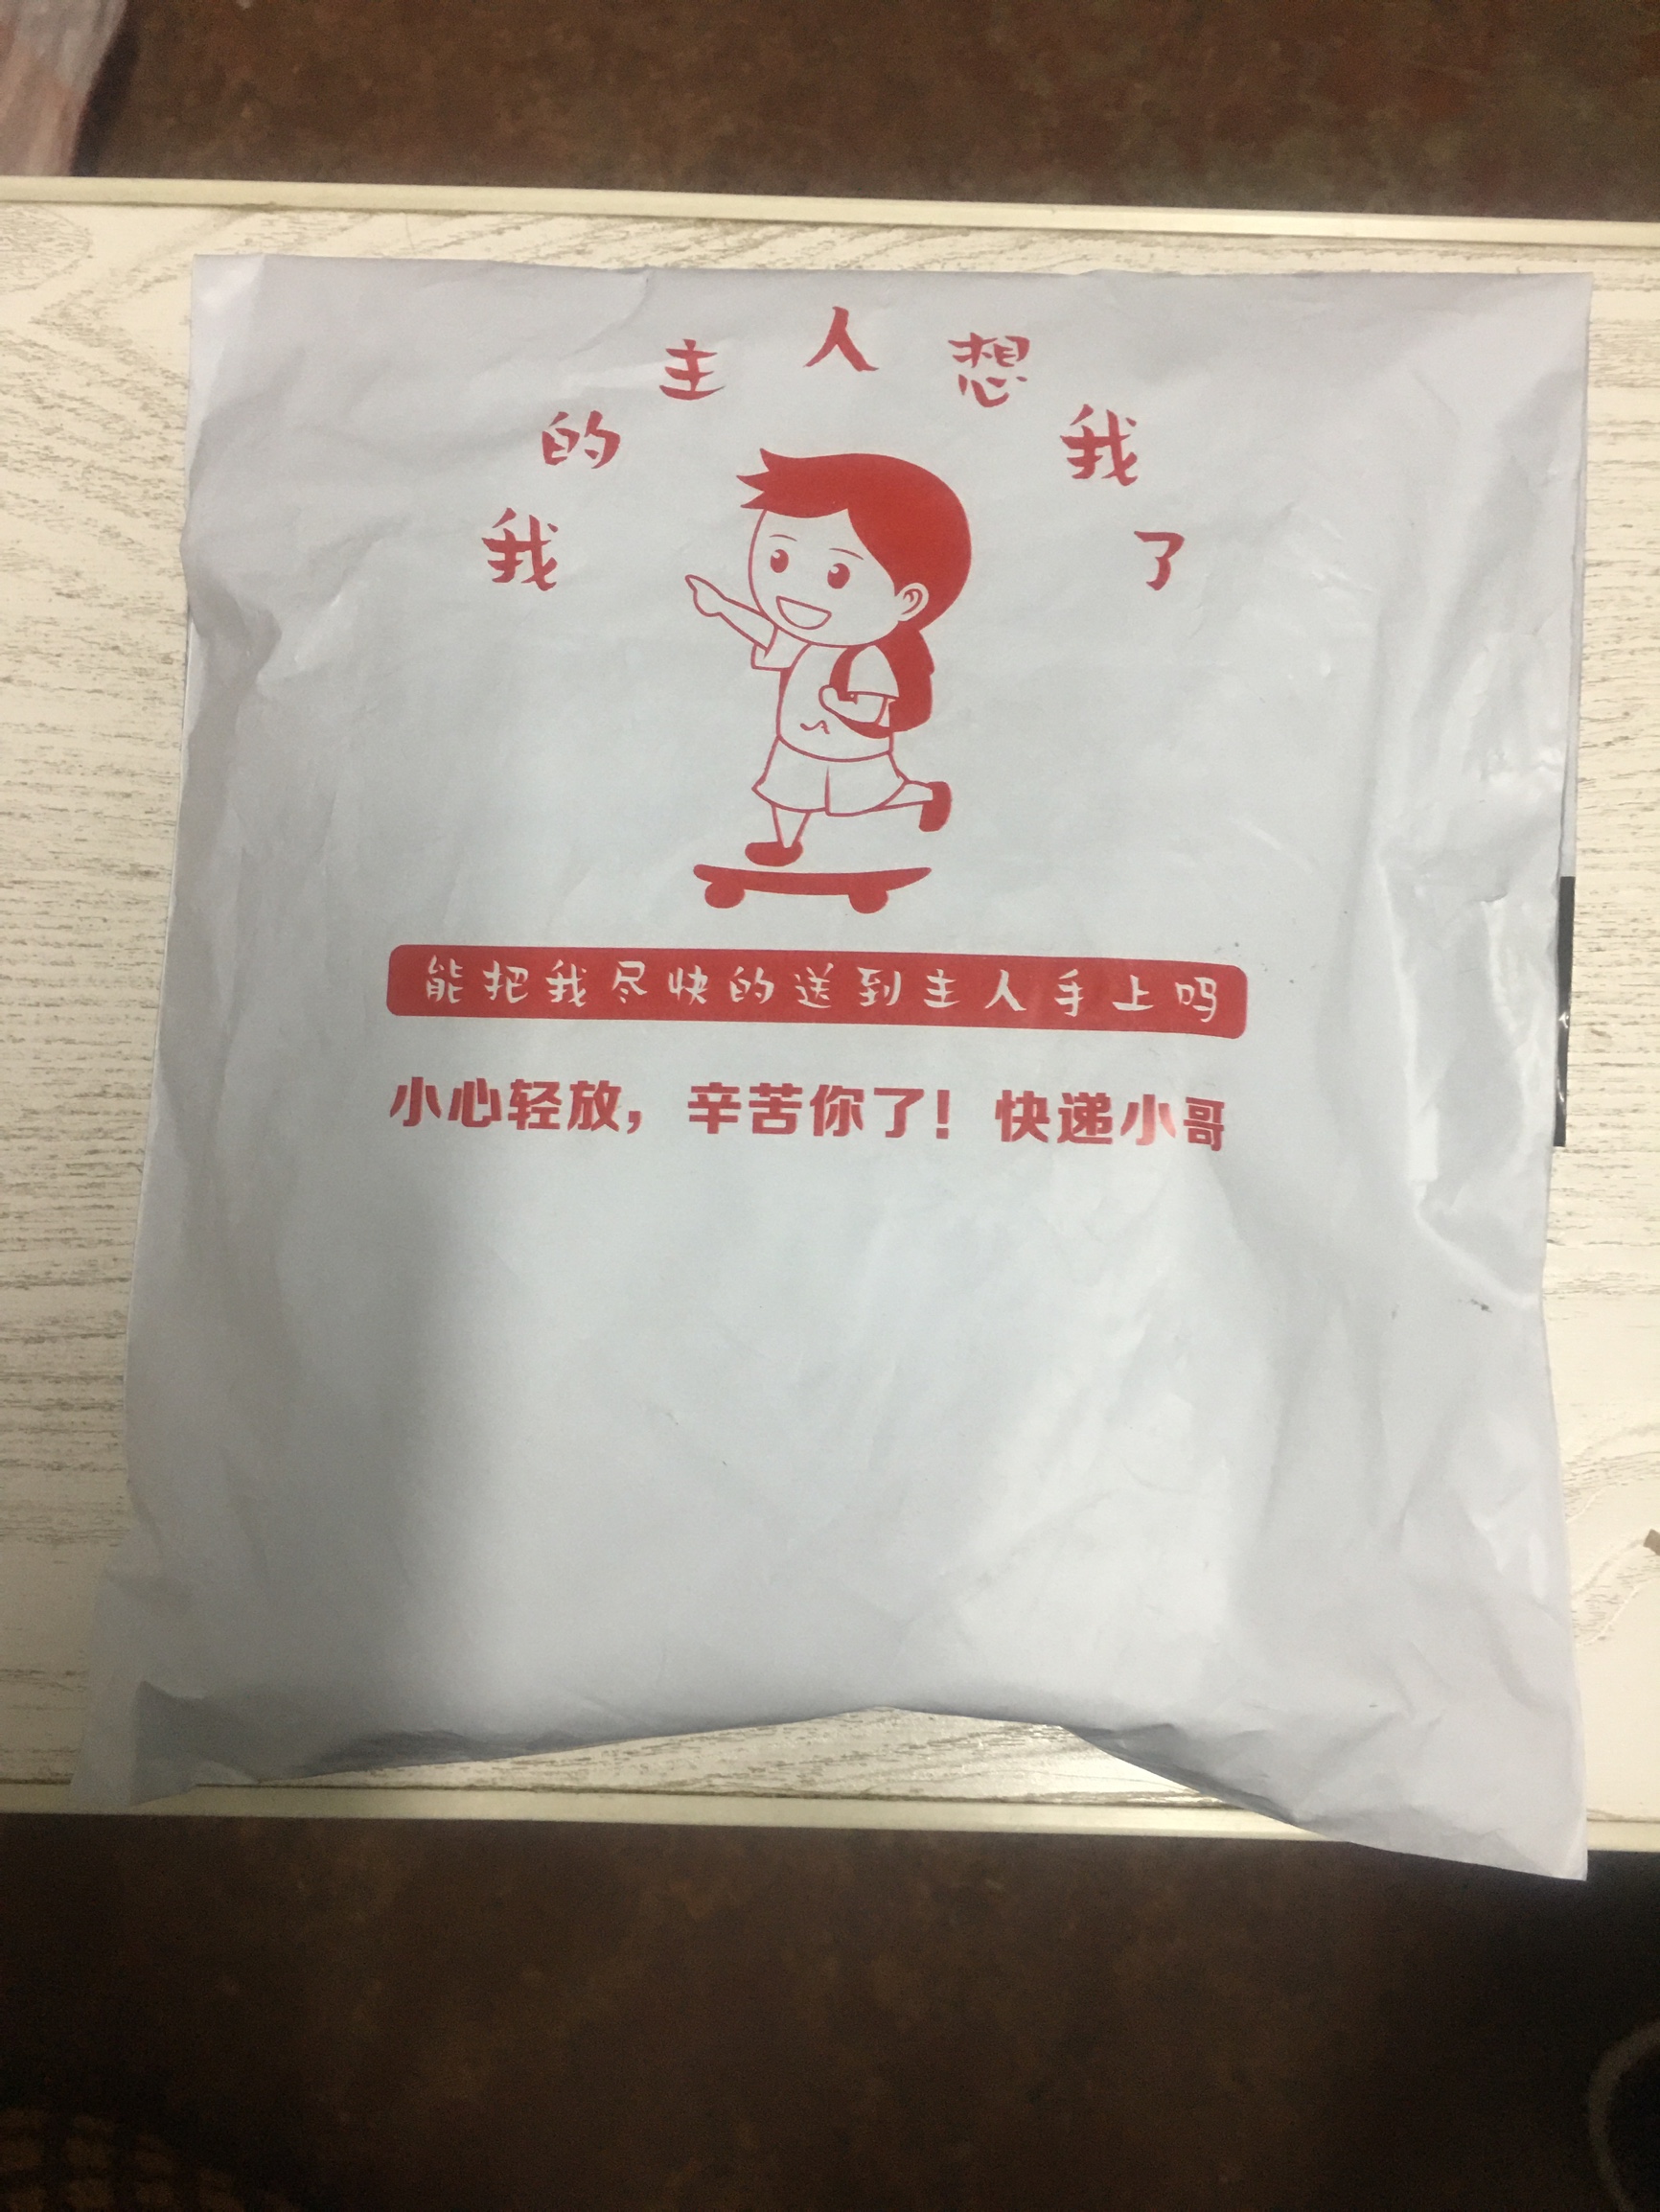 我的主人想我了
能把我尽快的送到主人手上吗
小心轻放，辛苦你了！快递小哥